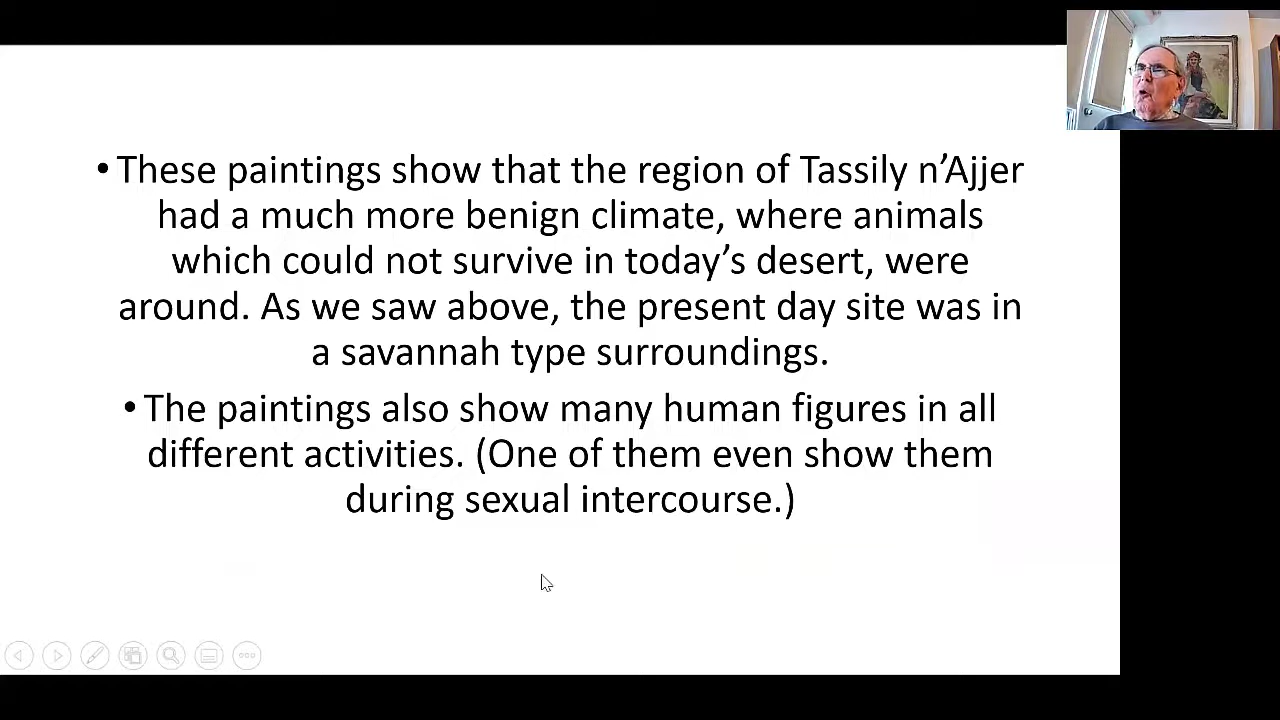 • These paintings show that the region of Tassily n’Ajjer
had a much more benign climate, where animals
which could not survive in today’s desert, were
around. As we saw above, the present day site was in
a savannah type surroundings.
• The paintings also show many human figures in all
different activities. (One of them even show them
during sexual intercourse.)